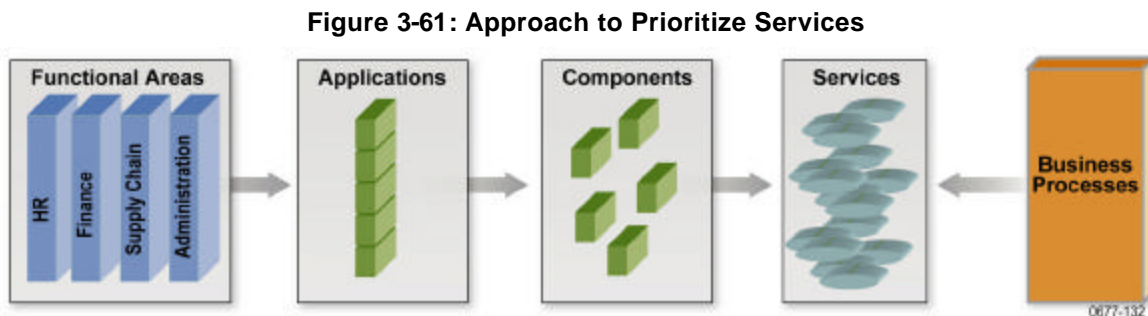 Figure 3-61: Approach to Prioritize Services
Functional Areas
HR
Finance
Supply Chain
Administration
Applications
Components
Services
Business
Processes
0677-132